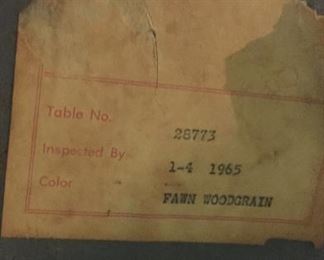 Table No. 28773
Inspected By 1-4 1965
Color FAWN WOODGRAIN